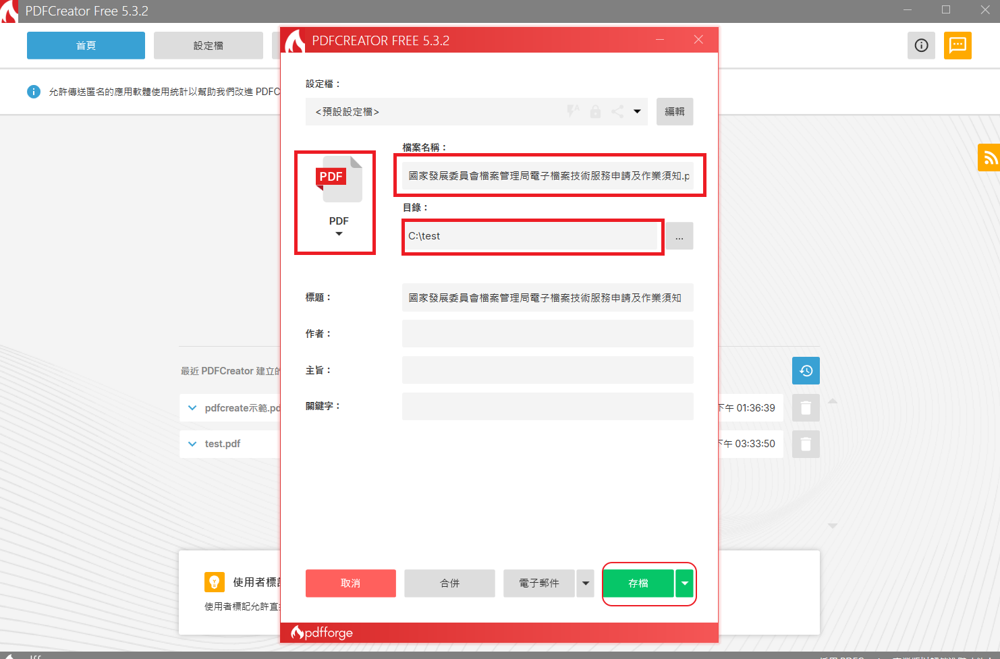 PDFCreator Free 5.3.2
首頁
設定檔
允許傳送匿名的應用軟體使用統計以幫助我們改進 PDFC
PDFCREATOR FREE 5.3.2
設定檔：
<預設設定檔>
編輯
檔案名稱：
PDF
國家發展委員會檔案管理局電子檔案技術服務申請及作業須知.p
目錄：
PDF
C:\test
...
標題：
國家發展委員會檔案管理局電子檔案技術服務申請及作業須知
作者：
主旨：
關鍵字：
最近 PDFCreator 建立的
pdfcreate示範.pd
下午 01:36:39
test.pdf
下午 03:33:50
使用者標記
使用者標記允許直接
取消
合併
電子郵件
存檔
pdfforge